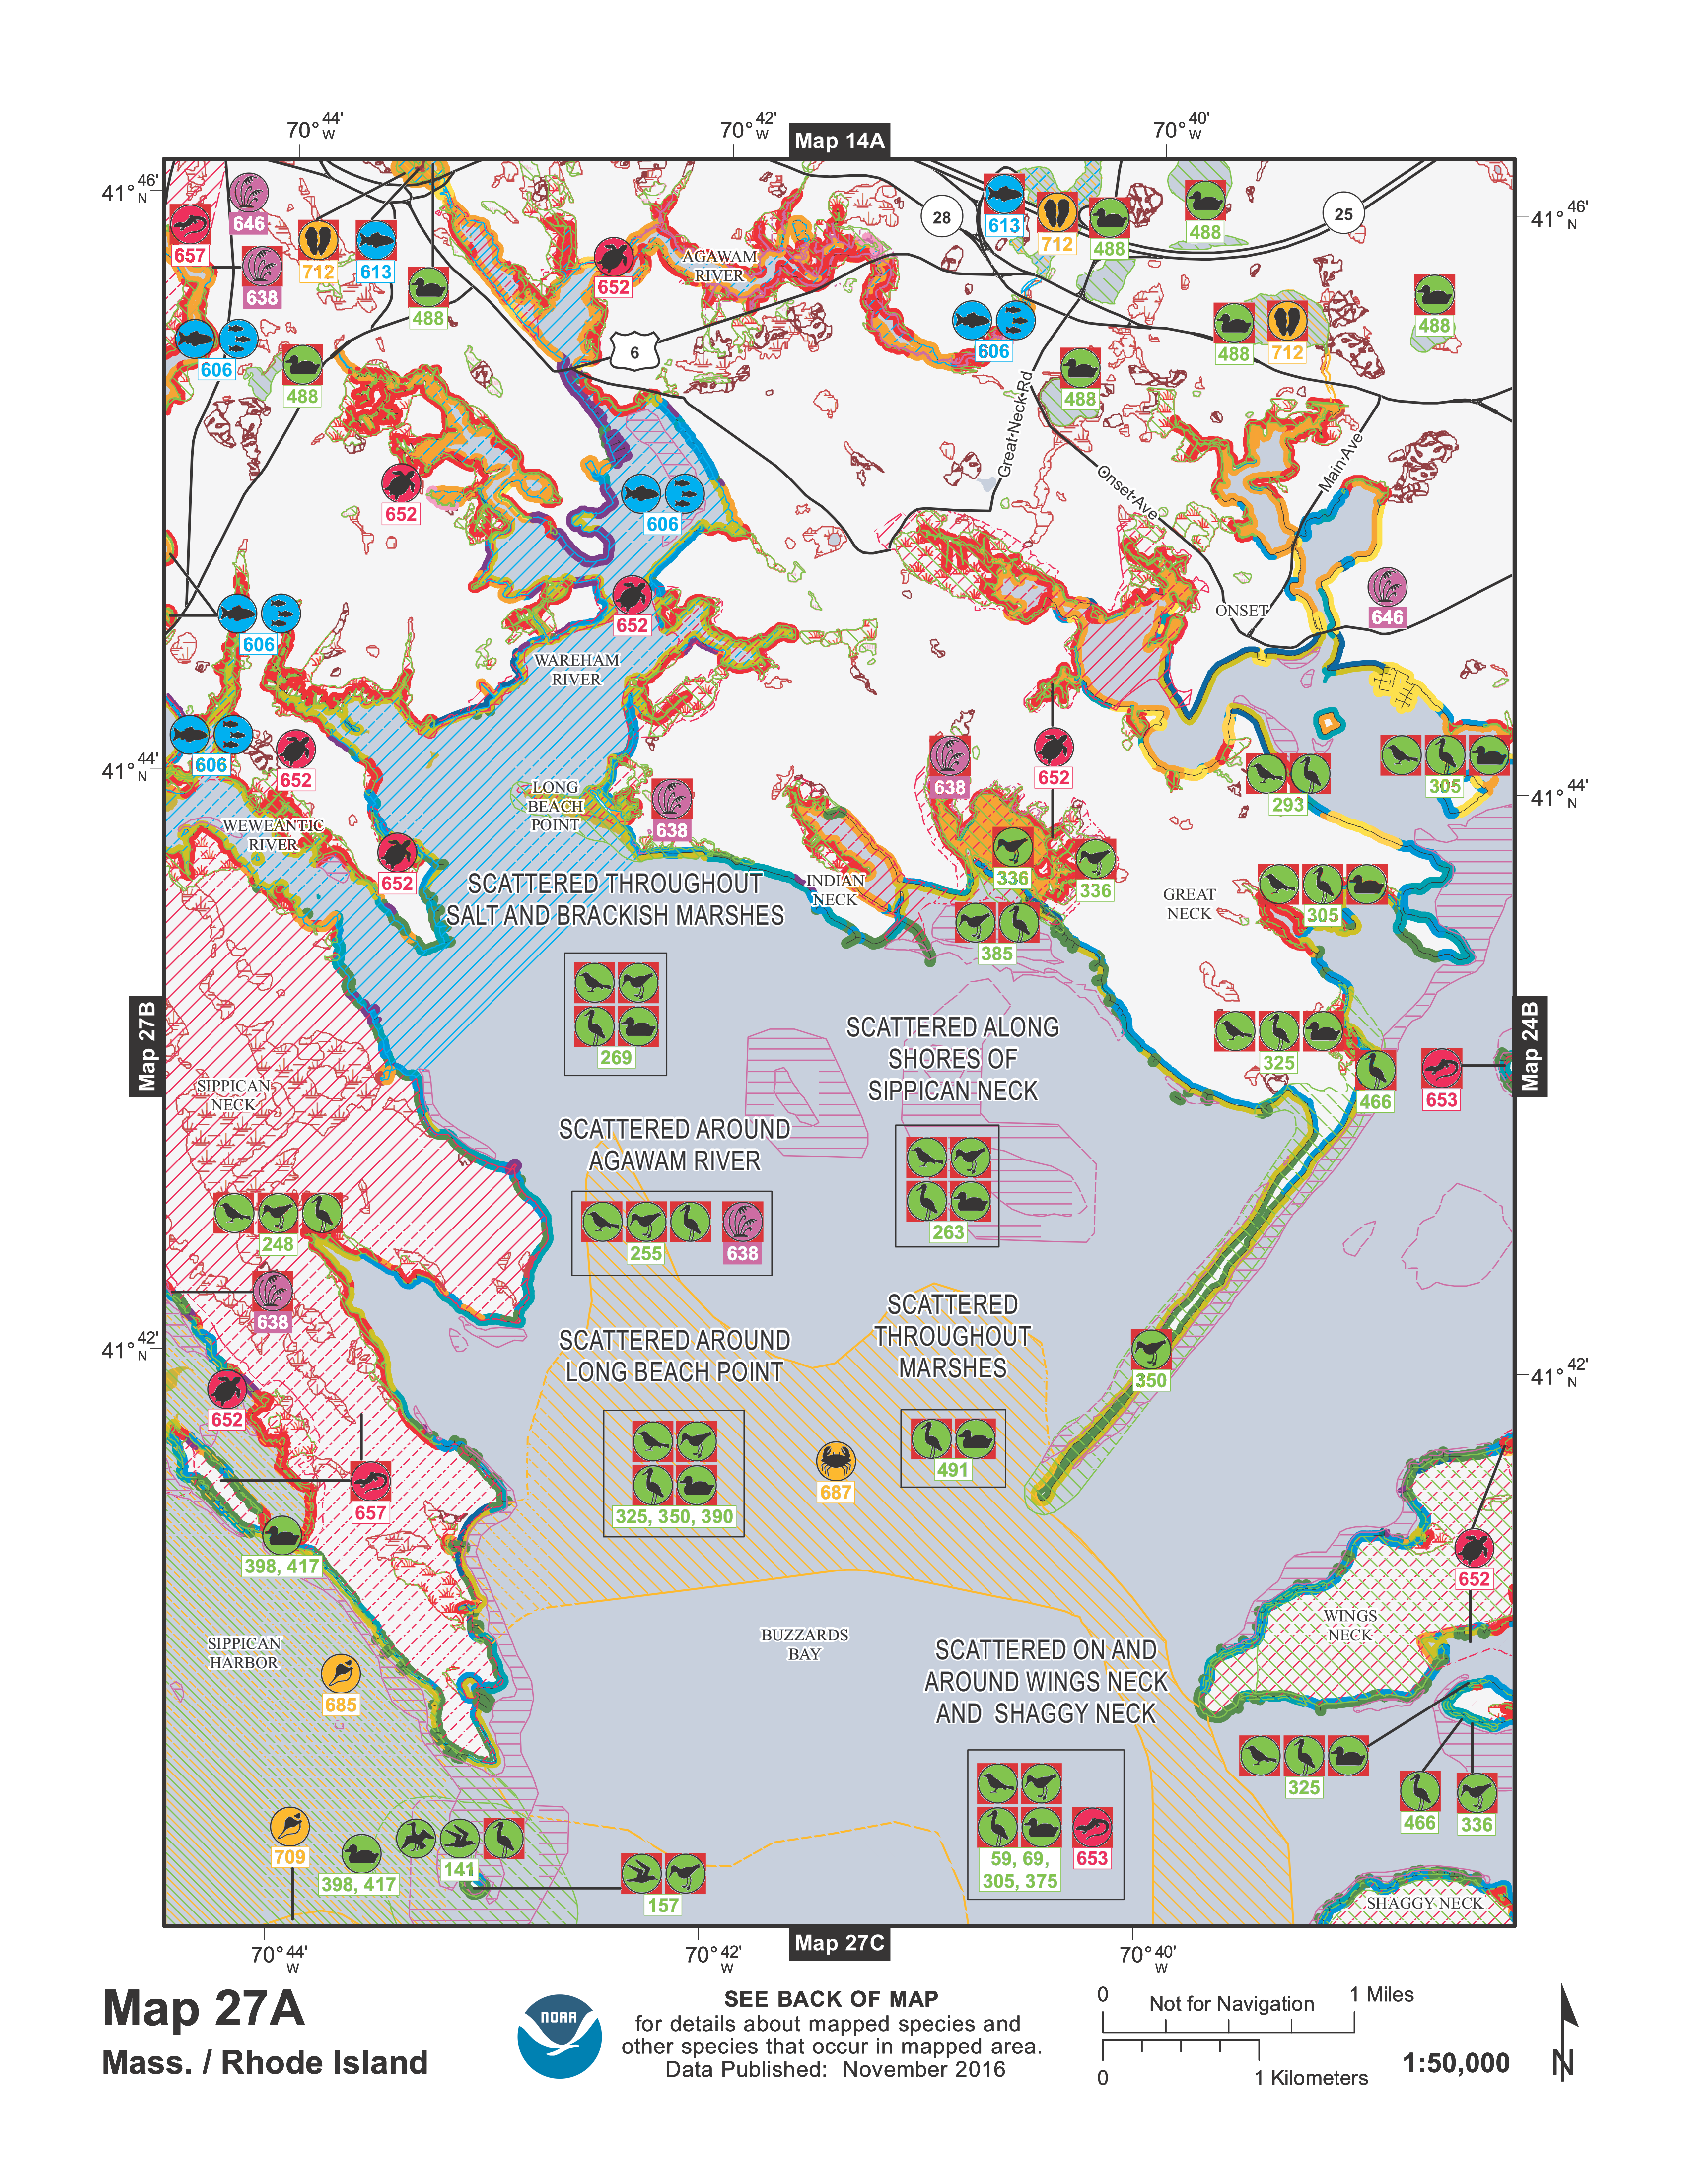 70° 44' W
70° 42' W
Map 14A
70° 40' W
41° 46' N
41° 46' N
646
657
638
712
613
488
606
488
652
AGAWAM
RIVER
6
28
25
613
712
488
488
606
488
712
488
488
Great Neck Rd
Onset Ave
Main Ave
652
606
652
606
646
ONSET
WAREHAM
RIVER
606
652
41° 44' N
41° 44' N
LONG
BEACH
POINT
638
638
652
293
305
WEWEANTIC
RIVER
652
SCATTERED THROUGHOUT
SALT AND BRACKISH MARSHES
269
INDIAN
NECK
336
336
385
GREAT
NECK
305
Map 27B
Map 24B
SIPPICAN
NECK
SCATTERED ALONG
SHORES OF
SIPPICAN NECK
263
325
466
653
SCATTERED AROUND
AGAWAM RIVER
255
638
248
638
41° 42' N
41° 42' N
SCATTERED AROUND
LONG BEACH POINT
325, 350, 390
SCATTERED
THROUGHOUT
MARSHES
491
687
350
652
657
398, 417
652
WINGS
NECK
SIPPICAN
HARBOR
685
BUZZARDS
BAY
SCATTERED ON AND
AROUND WINGS NECK
AND SHAGGY NECK
59, 69,
305, 375
653
325
466
336
709
398, 417
141
157
SHAGGY NECK
70° 44' W
70° 42' W
Map 27C
70° 40' W
Map 27A
Mass. / Rhode Island
NOAA
SEE BACK OF MAP
for details about mapped species and
other species that occur in mapped area.
Data Published: November 2016
0
Not for Navigation
1 Miles
0
1 Kilometers
1:50,000
N